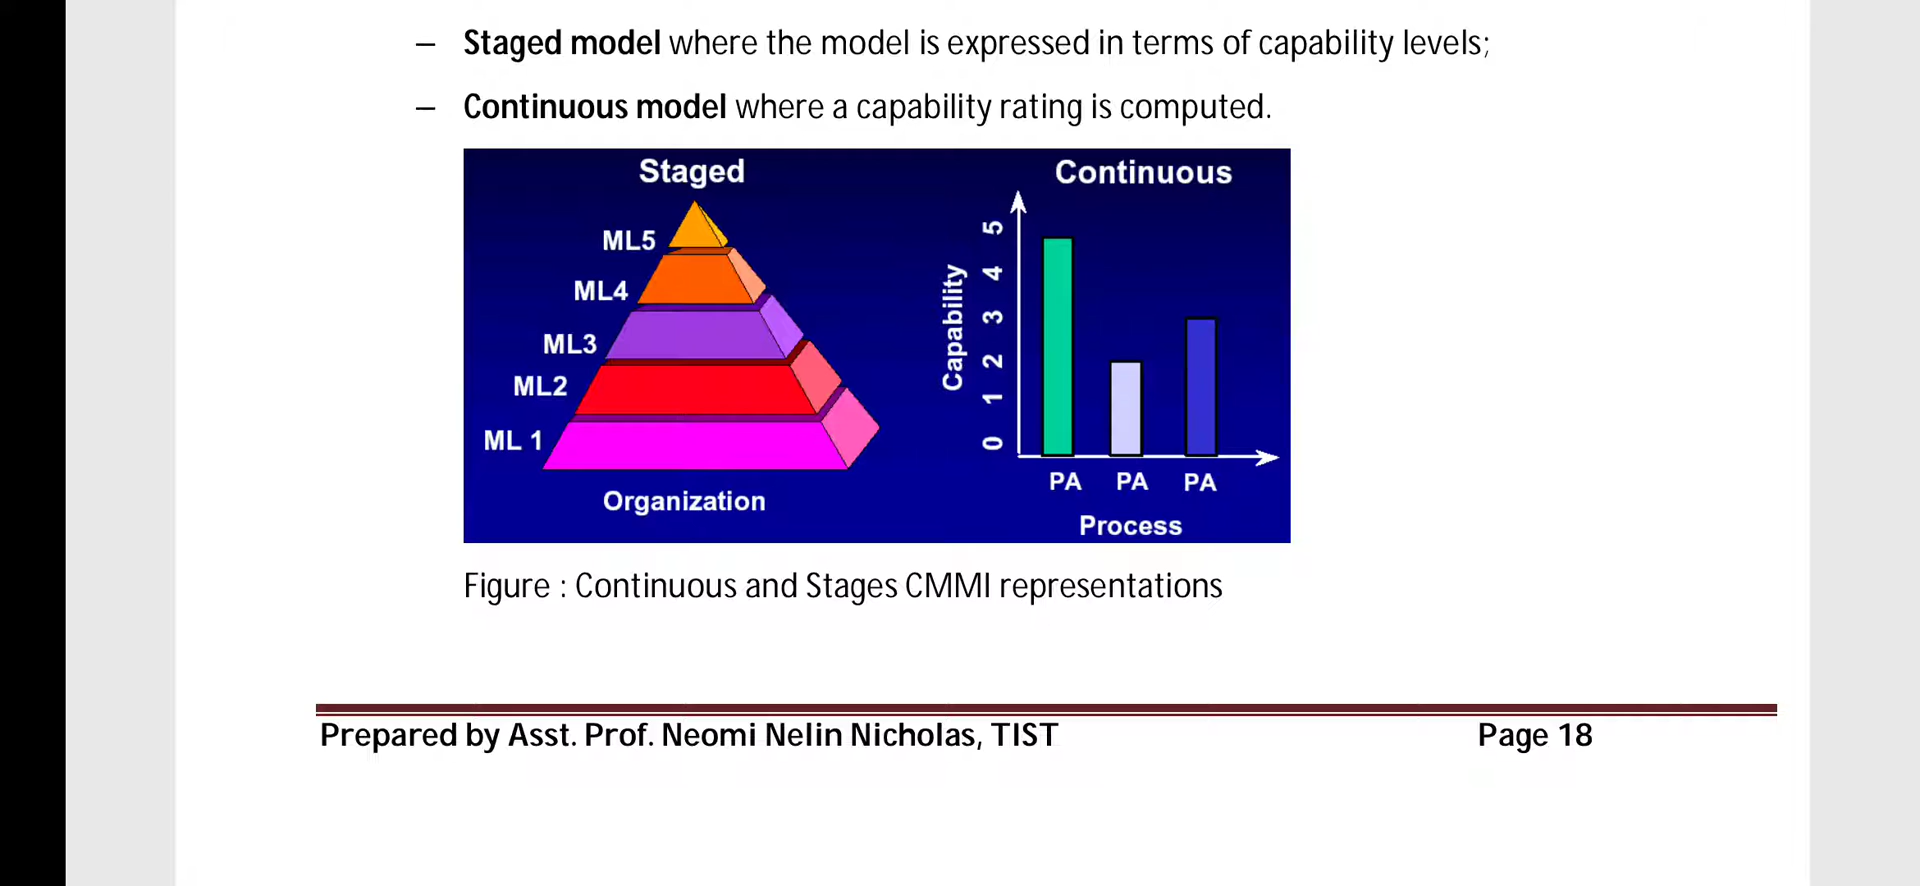 – Staged model where the model is expressed in terms of capability levels;
– Continuous model where a capability rating is computed.
Staged
ML5
ML4
ML3
ML2
ML 1
Organization
Continuous
Capability
5
4
3
2
1
0
PA PA PA
Process
Figure : Continuous and Stages CMMI representations
Prepared by Asst. Prof. Neomi Nelin Nicholas, TIST Page 18